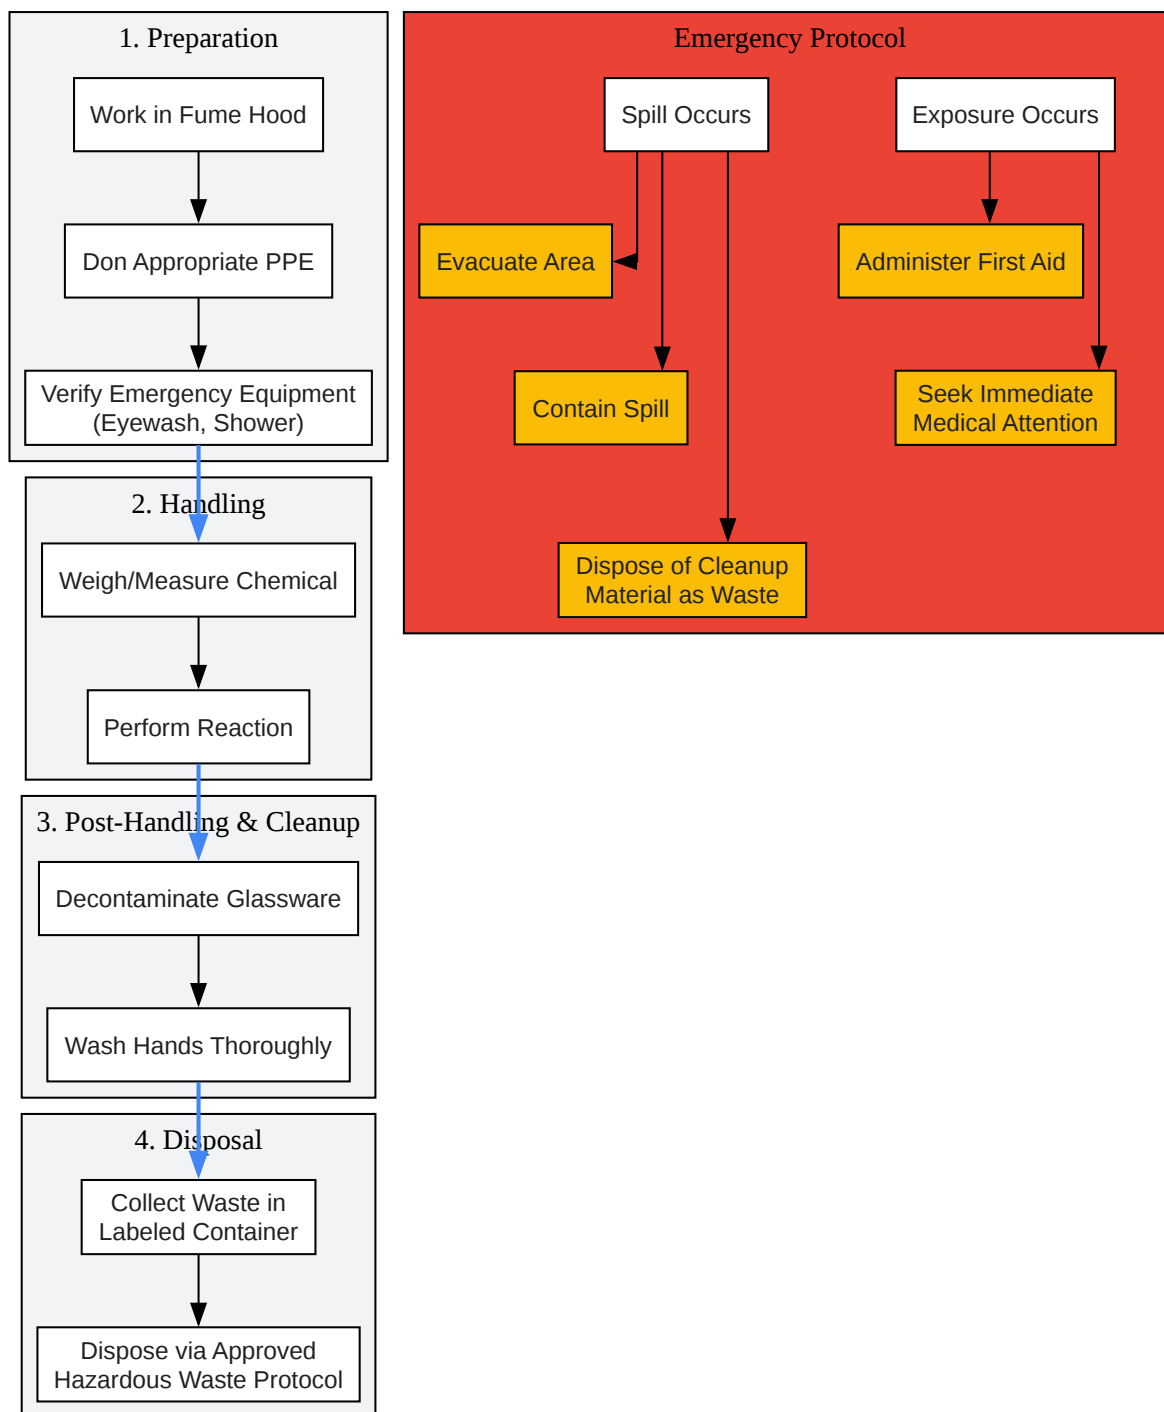 1. Preparation
Work in Fume Hood
Don Appropriate PPE
Verify Emergency Equipment
(Eyewash, Shower)
2. Handling
Weigh/Measure Chemical
Perform Reaction
3. Post-Handling & Cleanup
Decontaminate Glassware
Wash Hands Thoroughly
4. Disposal
Collect Waste in
Labeled Container
Dispose via Approved
Hazardous Waste Protocol
Emergency Protocol
Spill Occurs
Exposure Occurs
Evacuate Area
Administer First Aid
Contain Spill
Seek Immediate
Medical Attention
Dispose of Cleanup
Material as Waste